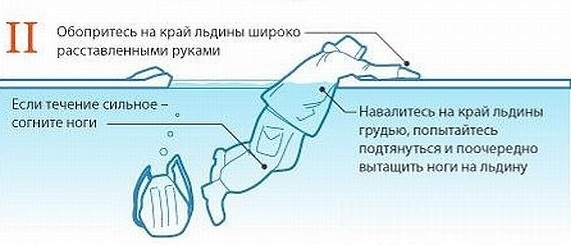 II
Обопритесь на край льдины широко
расставленными руками
Если течение сильное –
согните ноги
Навалитесь на край льдины
грудью, попытайтесь
подтянуться и поочередно
вытащить ноги на льдину